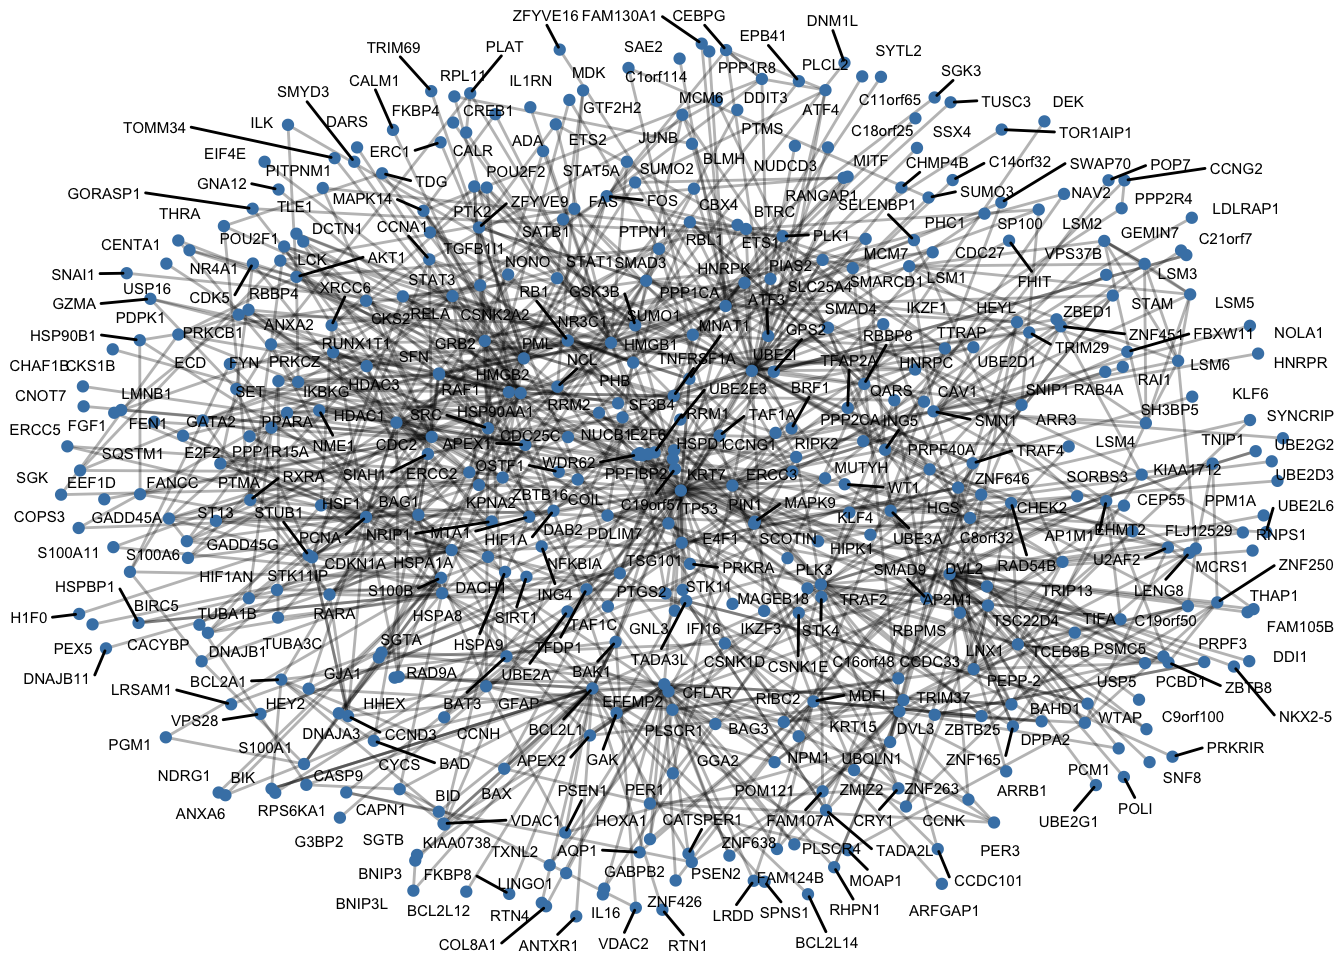 ZFYVE16 FAM130A1 CEBPG
DNM1L
EPB41
TRIM69 PLAT SAE2 SYTL2
PPP1R8 PLCL2
SMYD3 CALM1 RPL11 IL1RN MDK C1orf114 SGK3
DDIT3
TOMM34 ILK DARS FKBP4 CREB1 GTF2H2 MCM6 ATF4 C11orf65 TUSC3 DEK
PTMS
EIF4E ERC1 CALR ADA ETS2 JUNB C18orf25 SSX4 TOR1AIP1
PITPNM1 POU2F2 STAT5A SUMO2 BLMH NUDCD3 MITF CHMP4B C14orf32 SWAP70 POP7 CCNG2
GORASP1 GNA12 TDG MAPK14 ZFYVE9 FAS FOS CBX4 RANGAP1 SUMO3 NAV2 PPP2R4
THRA TLE1 PTK2 BTRC SELENBP1 LDLRAP1
CENTA1 POU2F1 DCTN1 CCNA1 SATB1 PTPN1 RBL1 ETS1 PLK1 PHC1 SP100 LSM2 GEMIN7
TGFB1I1 MCM7 CDC27 VPS37B C21orf7
SNAI1 NR4A1 LCK AKT1 STAT3 NONO STAT1 SMAD3 HNRPK PIAS2 LSM1 FHIT LSM3
USP16 CDK5 RBBP4 XRCC6 RB1 GSK3B PPP1CA SLC25A4 SMARCD1
GZMA PDPK1 RELA CSNK2A2 ATF3 SMAD4 IKZF1 HEYL ZBED1 STAM LSM5
HSP90B1 PRKCB1 ANXA2 CKS2 NR3C1 SUMO1 MNAT1 GPS2 RBBP8 TTRAP ZNF451 FBXW11 NOLA1
CHAF1B CKS1B ECD FYN PRKCZ RUNX1T1 SFN GRB2 PML NCL HMGB1 TNFRSF1A UBE2I TFAP2A HNRPC UBE2D1 TRIM29 LSM6 HNRPR
CNOT7 LMNB1 SET IKBKG HDAC3 RAF1 HMGB2 PHB UBE2E3 BRF1 QARS CAV1 SNIP1 RAB4A RAI1 KLF6
ERCC5 FGF1 FEN1 GATA2 PPARA HDAC1 SRC HSP90AA1 RRM2 SF3B4 RRM1 TAF1A PPP2CA ING5 SMN1 ARR3 SH3BP5 SYNCRIP
SQSTM1 E2F2 PPP1R15A NME1 CDC2 APEX1 CDC25C NUCB1 E2F6 HSPD1 CCNG1 RIPK2 PRPF40A TRAF4 LSM4 TNIP1 UBE2G2
SGK EEF1D FANCC PTMA RXRA SIAH1 ERCC2 OSTF1 WDR62 PPFIBP2 KRT7 ERCC3 MUTYH ZNF646 SORBS3 KIAA1712 UBE2D3
COPS3 GADD45A ST13 STUB1 HSF1 BAG1 KPNA2 ZBTB16 COIL C19orf57 TP53 PIN1 MAPK9 WT1 HGS CHEK2 CEP55 PPM1A UBE2L6
S100A11 S100A6 GADD45G PCNA NRIP1 MTA1 HIF1A DAB2 PDLIM7 E4F1 SCOTIN KLF4 UBE3A C8orf32 AP1M1 EHMT2 FLJ12529 RNPS1
HSPBP1 HIF1AN STK11IP CDKN1A HSPA1A NFKBIA TSG101 PRKRA HIPK1 SMAD9 DVL2 RAD54B U2AF2 MCRS1 ZNF250
H1F0 BIRC5 TUBA1B RARA S100B DACH1 ING4 PTGS2 STK11 PLK3 MAGEB18 TRAF2 AP2M1 TRIP13 LENG8 THAP1
CACYBP TUBA3C HSPA8 SIRT1 TAF1C GNL3 IFI16 IKZF3 STK4 RBPMS TSC22D4 TIFA C19orf50 FAM105B
PEX5 DNAJB1 SGTA HSPA9 TFDP1 TADA3L CSNK1D CSNK1E C16orf48 CCDC33 LNX1 TCEB3B PSMC5 PRPF3 DDI1
DNAJB11 BCL2A1 GJA1 RAD9A UBE2A BAK1 PEPP-2 USP5 PCBD1 ZBTB8
LRSAM1 HEY2 HHEX BAT3 GFAP EFEMP2 CFLAR RIBC2 MDFI TRIM37 BAHD1 C9orf100 NKX2-5
VPS28 DNAJA3 CCND3 CCNH BCL2L1 PLSCR1 BAG3 KRT15 DVL3 ZBTB25 DPPA2 WTAP
PGM1 S100A1 CYCS BAD APEX2 GAK GGA2 NPM1 UBQLN1 ZNF165 PRKRIR
NDRG1 BIK CASP9 BID BAX PSEN1 PER1 POM121 ZMIZ2 ZNF263 ARRB1 PCM1 SNF8
ANXA6 RPS6KA1 CAPN1 VDAC1 HOXA1 CATSPER1 FAM107A CRY1 CCNK UBE2G1 POLI
G3BP2 SGTB KIAA0738 TXNL2 AQP1 ZNF638 PLSCR4 TADA2L PER3
BNIP3 FKBP8 LINGO1 GABPB2 PSEN2 FAM124B MOAP1 CCDC101
BNIP3L BCL2L12 RTN4 IL16 ZNF426 LRDD SPNS1 RHPN1 ARFGAP1
COL8A1 ANTXR1 VDAC2 RTN1 BCL2L14